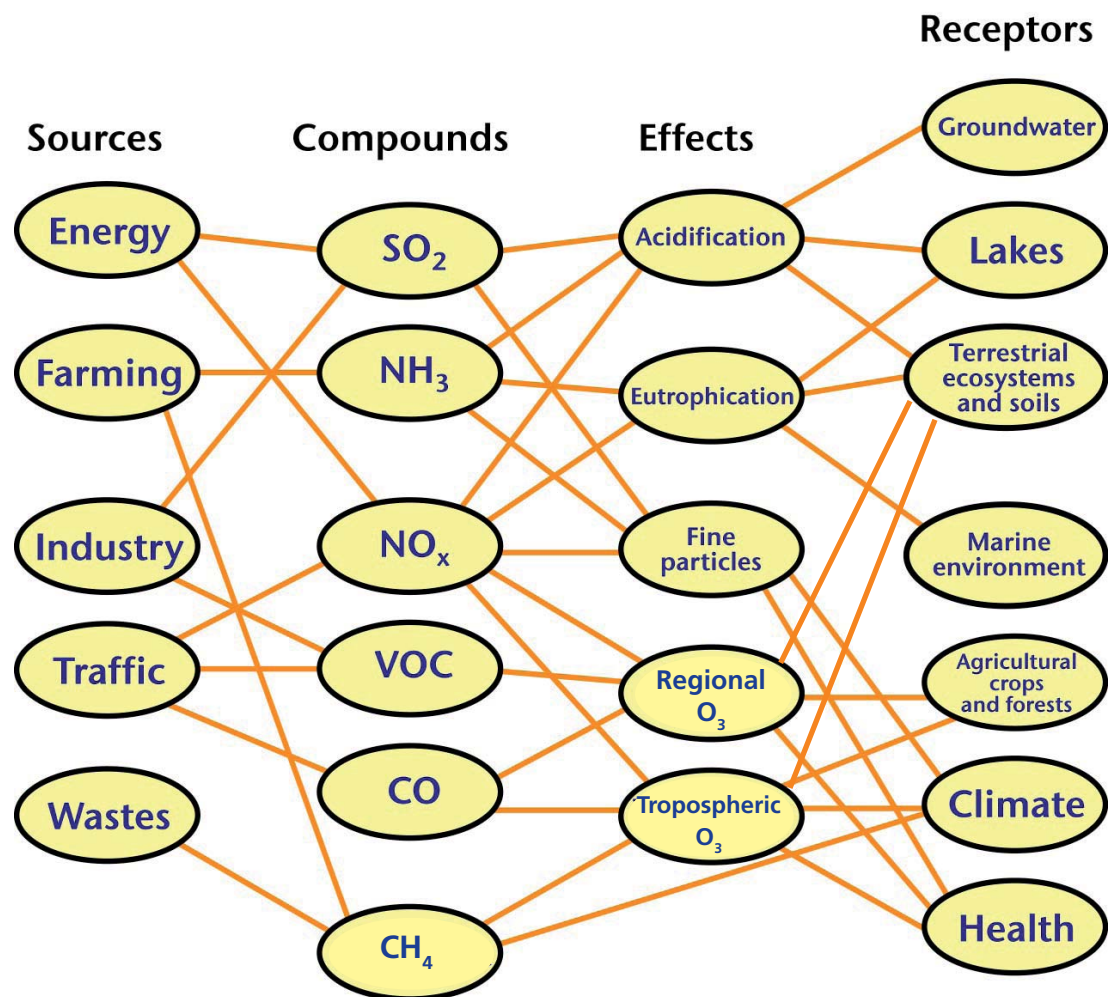 Receptors
Sources
Compounds
Effects
Groundwater
Energy
SO₂
Acidification
Lakes
Farming
NH₃
Eutrophication
Terrestrial
ecosystems
and soils
Industry
NOₓ
Fine
particles
Marine
environment
Traffic
VOC
Regional
O₃
Agricultural
crops
and forests
Wastes
CO
Tropospheric
O₃
Climate
CH₄
Health